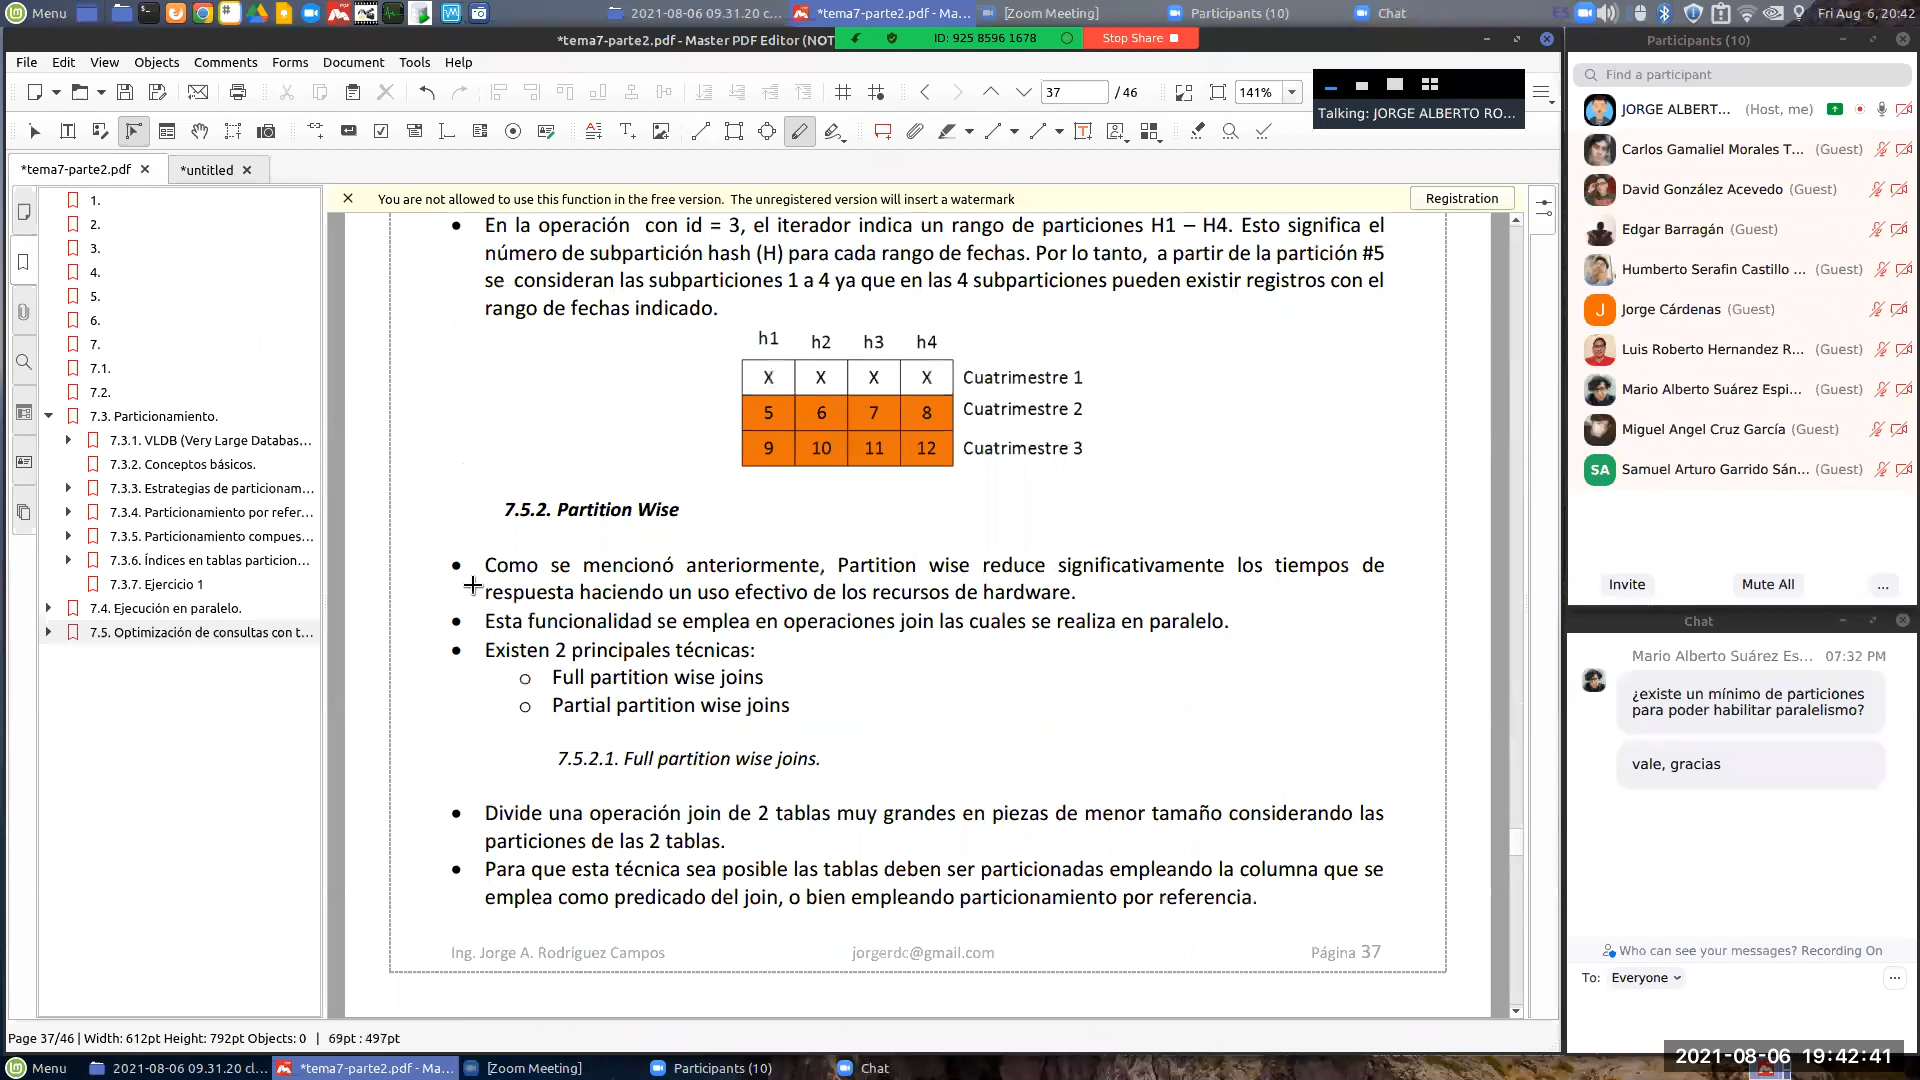 Menu
2021-08-06 09.31.20 c...
*tema7-parte2.pdf - Ma...
[Zoom Meeting]
Participants (10)
Chat
ES
Fri Aug 6, 20:42
*tema7-parte2.pdf - Master PDF Editor (NOT
ID: 925 8596 1678
Stop Share
File Edit View Objects Comments Forms Document Tools Help
37 / 46
141%
Talking: JORGE ALBERTO RO...
*tema7-parte2.pdf
*untitled
You are not allowed to use this function in the free version. The unregistered version will insert a watermark
Registration
1.
2.
3.
4.
5.
6.
7.
7.1.
7.2.
7.3. Particionamiento.
7.3.1. VLDB (Very Large Databas...
7.3.2. Conceptos básicos.
7.3.3. Estrategias de particionam...
7.3.4. Particionamiento por refer...
7.3.5. Particionamiento compues...
7.3.6. Índices en tablas particion...
7.3.7. Ejercicio 1
7.4. Ejecución en paralelo.
7.5. Optimización de consultas con t...
• En la operación con id = 3, el iterador indica un rango de particiones H1 – H4. Esto significa el
número de subpartición hash (H) para cada rango de fechas. Por lo tanto, a partir de la partición #5
se consideran las subparticiones 1 a 4 ya que en las 4 subparticiones pueden existir registros con el
rango de fechas indicado.
h1 h2 h3 h4
X X X X Cuatrimestre 1
5 6 7 8 Cuatrimestre 2
9 10 11 12 Cuatrimestre 3
7.5.2. Partition Wise
• Como se mencionó anteriormente, Partition wise reduce significativamente los tiempos de
respuesta haciendo un uso efectivo de los recursos de hardware.
• Esta funcionalidad se emplea en operaciones join las cuales se realiza en paralelo.
• Existen 2 principales técnicas:
o Full partition wise joins
o Partial partition wise joins
7.5.2.1. Full partition wise joins.
• Divide una operación join de 2 tablas muy grandes en piezas de menor tamaño considerando las
particiones de las 2 tablas.
• Para que esta técnica sea posible las tablas deben ser particionadas empleando la columna que se
emplea como predicado del join, o bien empleando particionamiento por referencia.
Ing. Jorge A. Rodríguez Campos
jorgerdc@gmail.com
Página 37
Page 37/46 | Width: 612pt Height: 792pt Objects: 0 | 69pt : 497pt
Participants (10)
Find a participant
JORGE ALBERT... (Host, me)
Carlos Gamaliel Morales T... (Guest)
David González Acevedo (Guest)
Edgar Barragán (Guest)
Humberto Serafin Castillo ... (Guest)
J Jorge Cárdenas (Guest)
Luis Roberto Hernandez R... (Guest)
Mario Alberto Suárez Espi... (Guest)
Miguel Angel Cruz García (Guest)
SA Samuel Arturo Garrido Sán... (Guest)
Invite
Mute All
...
Chat
Mario Alberto Suárez Es... 07:32 PM
¿existe un mínimo de particiones
para poder habilitar paralelismo?
vale, gracias
Who can see your messages? Recording On
To: Everyone
Menu
2021-08-06 09.31.20 cl...
*tema7-parte2.pdf - Ma...
[Zoom Meeting]
Participants (10)
Chat
2021-08-06 19:42:41